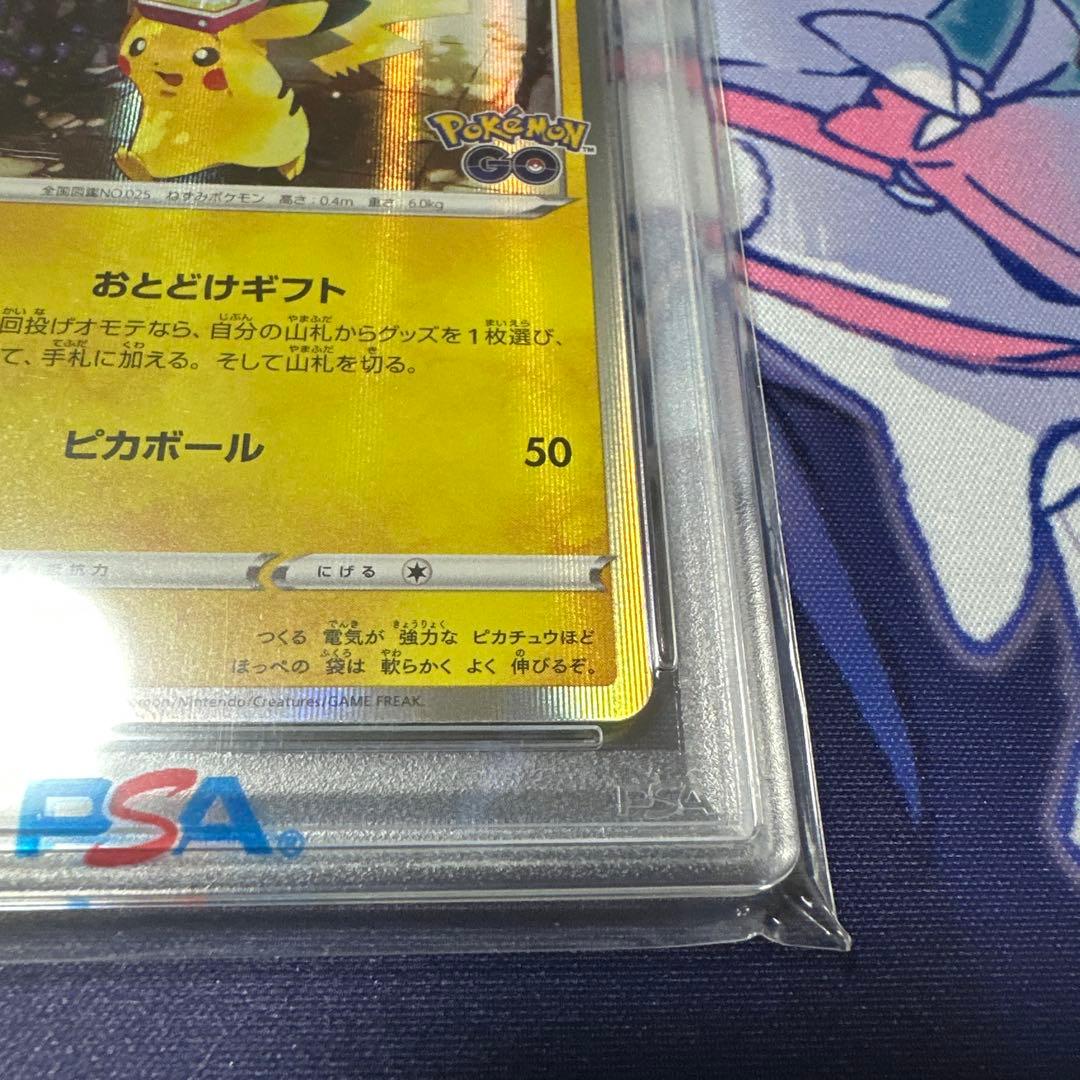 POKéMON
GO
™
全国図鑑NO.025 ねずみポケモン 高さ:0.4m 重さ:6.0kg
おとどけギフト
回投げオモテなら、自分の山札からグッズを1枚選び、
て、手札に加える。そして山札を切る。
ピカボール 50
抵抗力 にげる
つくる 電気が 強力な ピカチュウほど
ほっぺの 袋は 軟らかく よく 伸びるぞ。
mon/Nintendo/Creatures/GAME FREAK.
PSA
PSA®